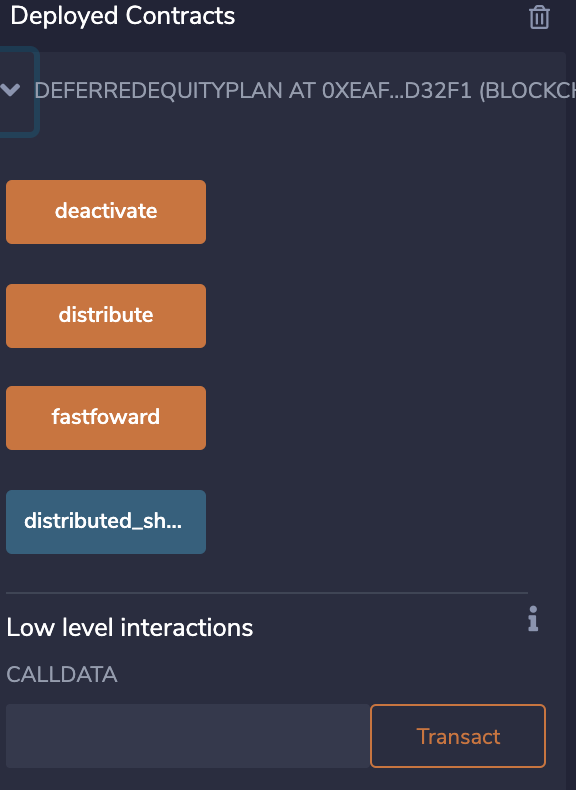 Deployed Contracts
DEFERREDEQUITYPLAN AT 0XEAF...D32F1 (BLOCKCH
deactivate
distribute
fastfoward
distributed_sh...
Low level interactions
CALLDATA
Transact